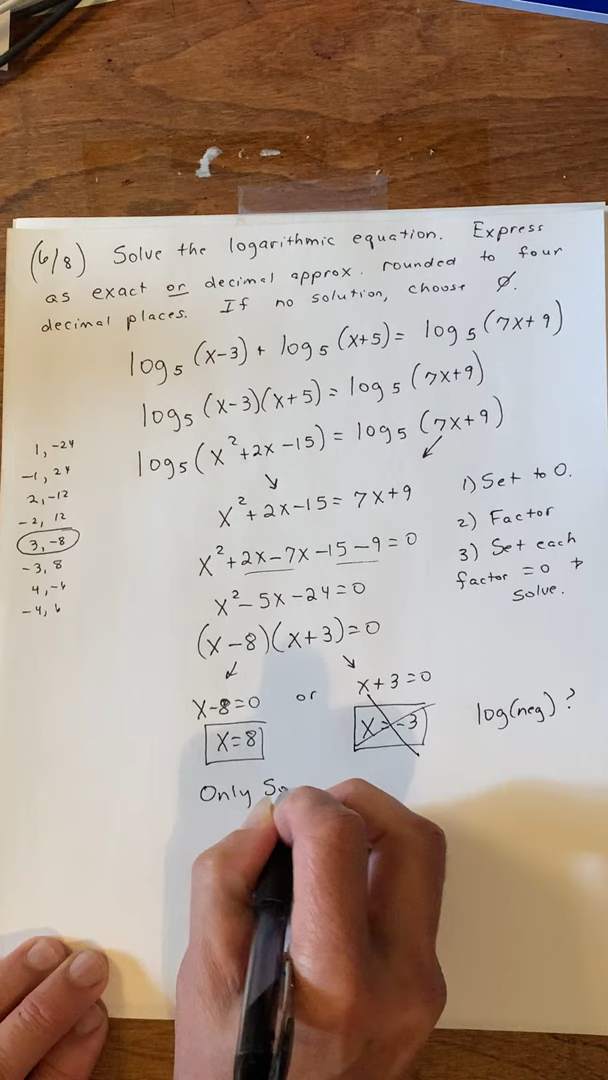 (6/8) Solve the logarithmic equation. Express
as exact or decimal approx. rounded to four
decimal places. If no solution, choose ∅.
log₅(x-3) + log₅(x+5) = log₅(7x+9)
log₅(x-3)(x+5) = log₅(7x+9)
log₅(x²+2x-15) = log₅(7x+9)
x²+2x-15 = 7x+9
x²+2x-7x-15-9=0
x²-5x-24=0
(x-8)(x+3)=0
x-8=0 or x+3=0
x=8 x=-3
log(neg)?
Only So
1, -24
-1, 24
2, -12
-2, 12
3, -8
-3, 8
4, -6
-4, 6
1) Set to 0.
2) Factor
3) Set each
factor = 0 +
Solve.